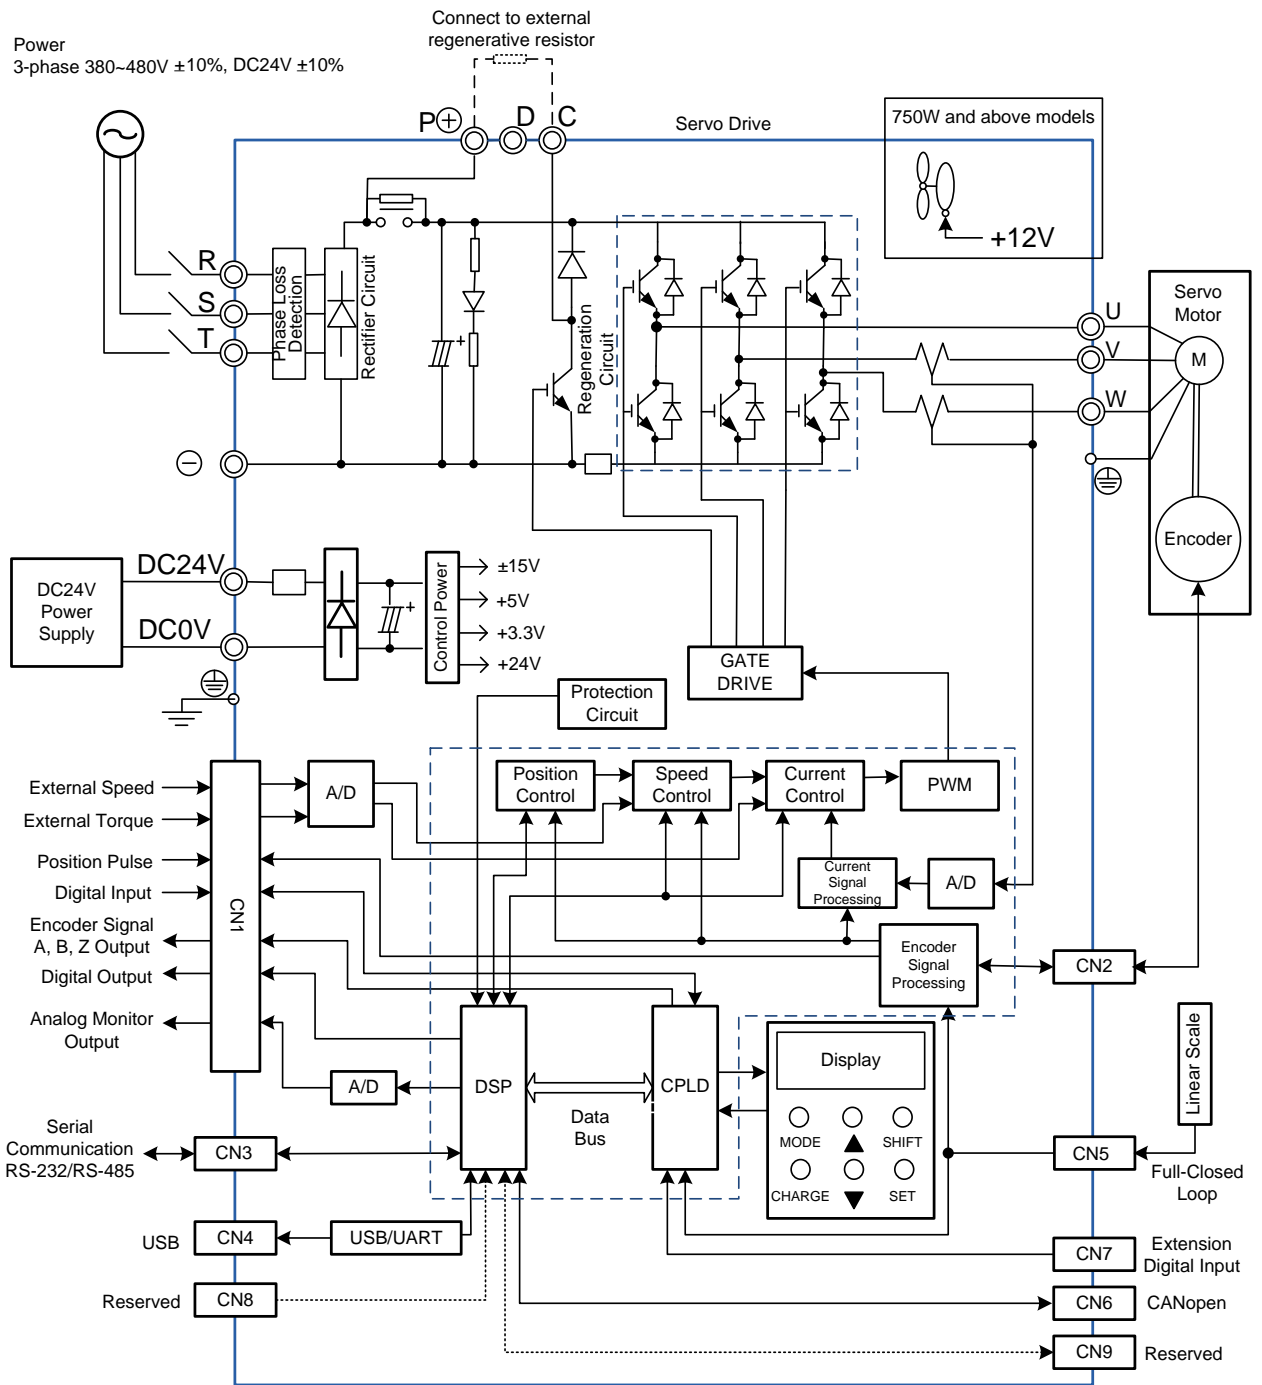 Connect to external
regenerative resistor
Power
3-phase 380~480V ±10%, DC24V ±10%
P⊕
D
C
Servo Drive
750W and above models
+12V
R
S
T
Phase Loss
Detection
Rectifier Circuit
+
Regeneration
Circuit
U
V
W
Servo
Motor
M
Encoder
⊖
DC24V
Power
Supply
DC24V
DC0V
+
Control Power
±15V
+5V
+3.3V
+24V
GATE
DRIVE
Protection
Circuit
External Speed
External Torque
Position Pulse
Digital Input
Encoder Signal
A, B, Z Output
Digital Output
Analog Monitor
Output
CN1
A/D
Position
Control
Speed
Control
Current
Control
PWM
Current
Signal
Processing
A/D
Encoder
Signal
Processing
CN2
DSP
CPLD
Data
Bus
A/D
Display
MODE
▲
SHIFT
CHARGE
▼
SET
Linear Scale
Serial
Communication
RS-232/RS-485
CN3
CN5
Full-Closed
Loop
USB
CN4
USB/UART
CN7
Extension
Digital Input
Reserved
CN8
CN6
CANopen
CN9
Reserved